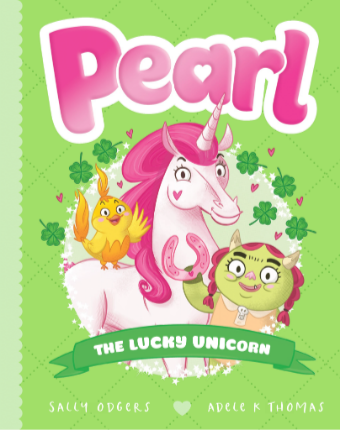 Pearl
THE LUCKY UNICORN
SALLY ODGERS
ADELE K THOMAS